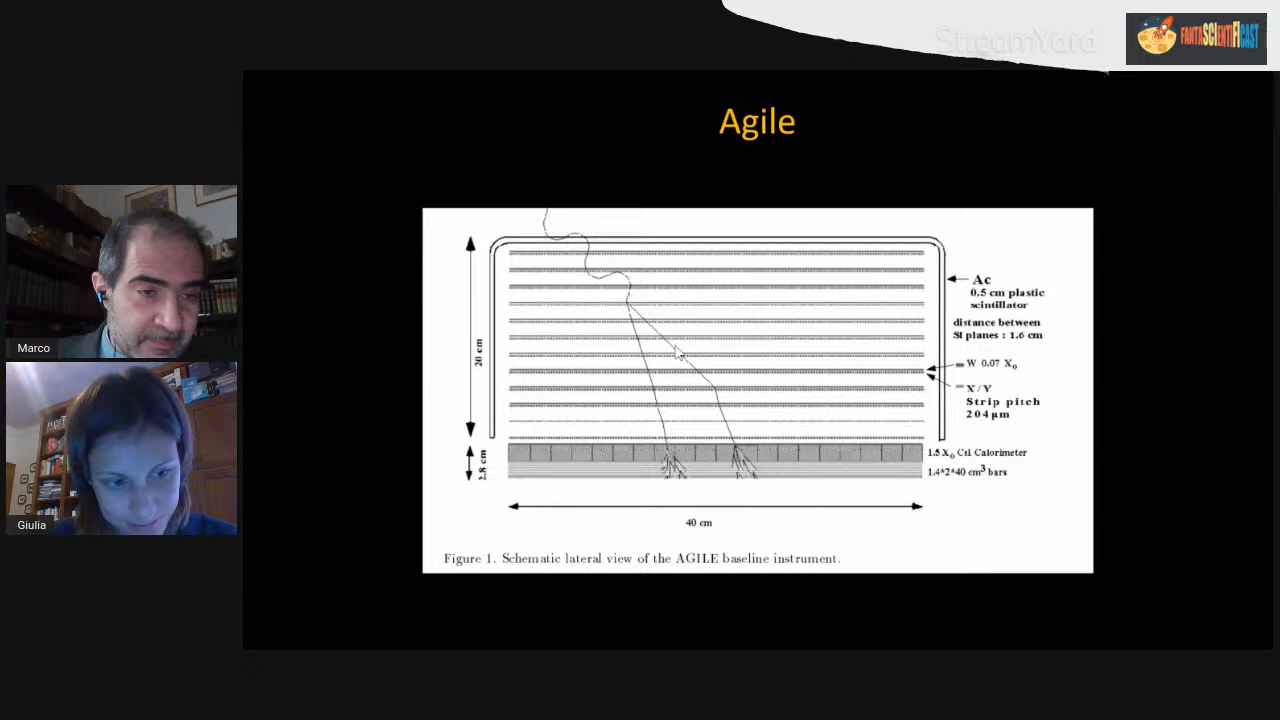 StreamYard
FANTASCIENTIFICAST
Agile
Marco
Giulia
20 cm
2.8 cm
40 cm
Ac
0.5 cm plastic
scintillator
distance between
Si planes : 1.6 cm
W 0.07 X₀
X/Y
Strip pitch
204 µm
1.5 X₀ CsI Calorimeter
1.4*2*40 cm³ bars
Figure 1. Schematic lateral view of the AGILE baseline instrument.